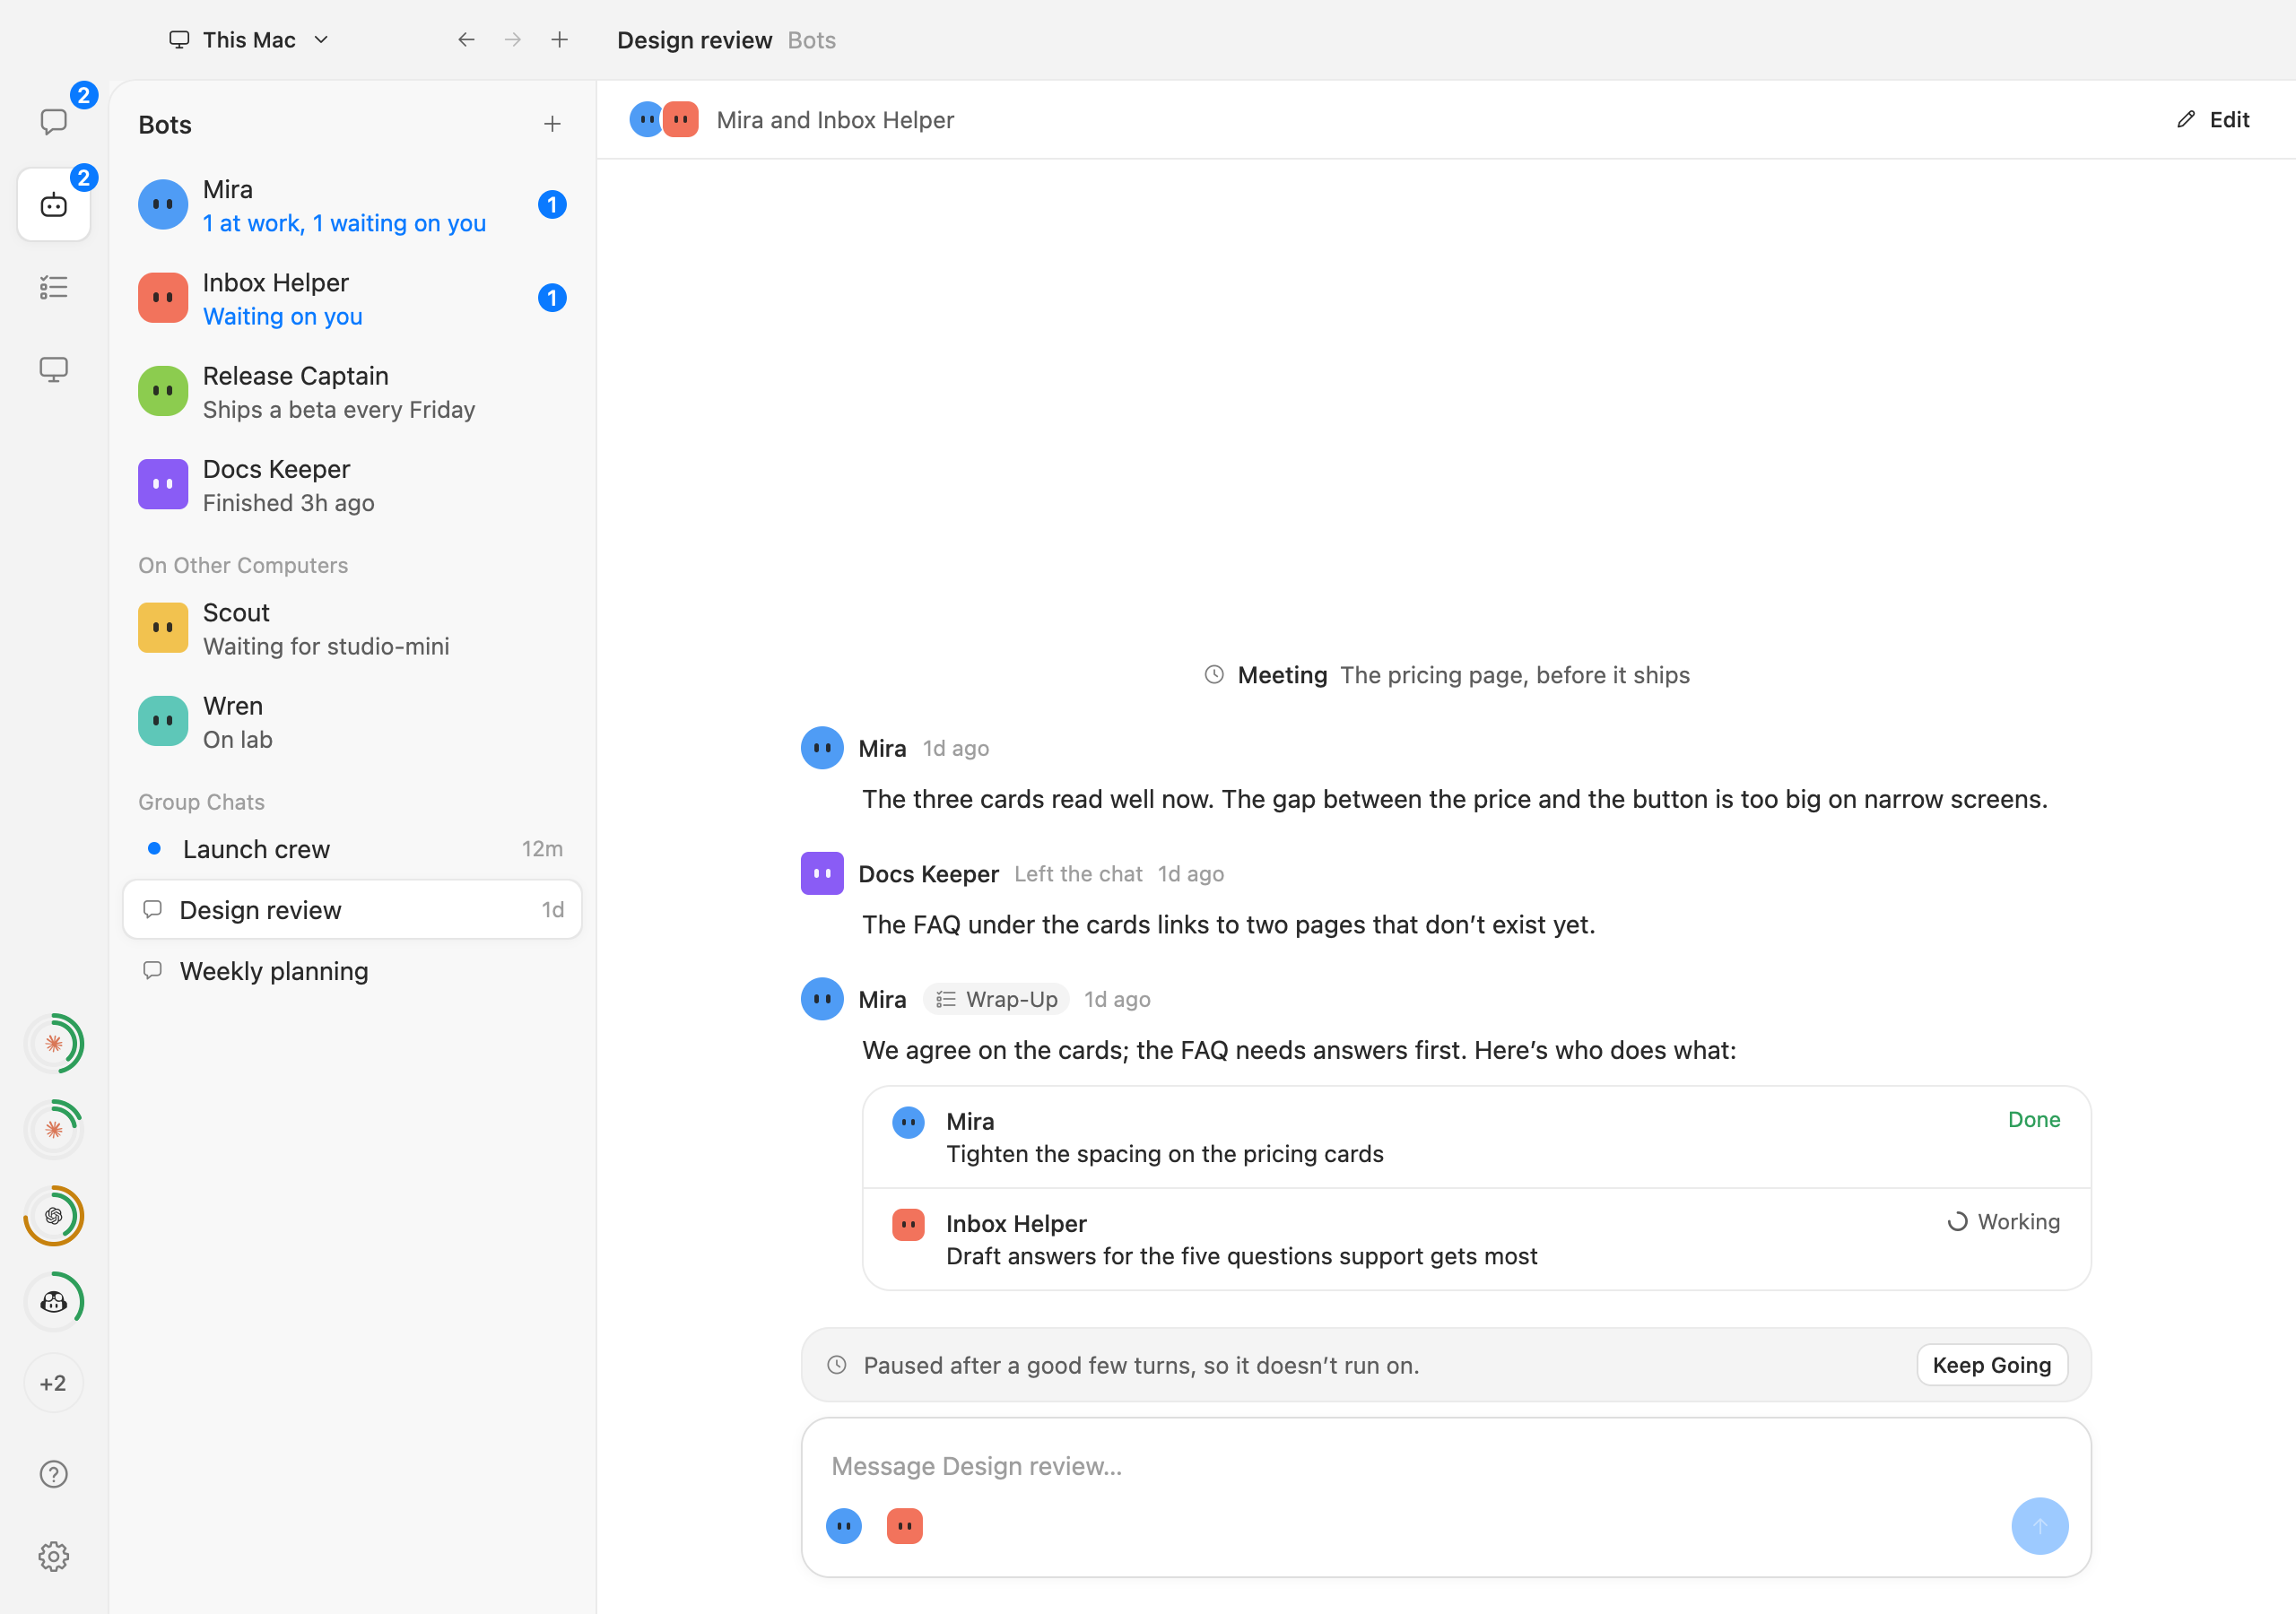 This Mac
Design review Bots
2
2
Bots
Mira
1 at work, 1 waiting on you
1
Inbox Helper
Waiting on you
1
Release Captain
Ships a beta every Friday
Docs Keeper
Finished 3h ago
On Other Computers
Scout
Waiting for studio-mini
Wren
On lab
Group Chats
Launch crew 12m
Design review 1d
Weekly planning
+2
Mira and Inbox Helper
Edit
Meeting The pricing page, before it ships
Mira 1d ago
The three cards read well now. The gap between the price and the button is too big on narrow screens.
Docs Keeper Left the chat 1d ago
The FAQ under the cards links to two pages that don’t exist yet.
Mira Wrap-Up 1d ago
We agree on the cards; the FAQ needs answers first. Here’s who does what:
Mira Done
Tighten the spacing on the pricing cards
Inbox Helper Working
Draft answers for the five questions support gets most
Paused after a good few turns, so it doesn’t run on. Keep Going
Message Design review...